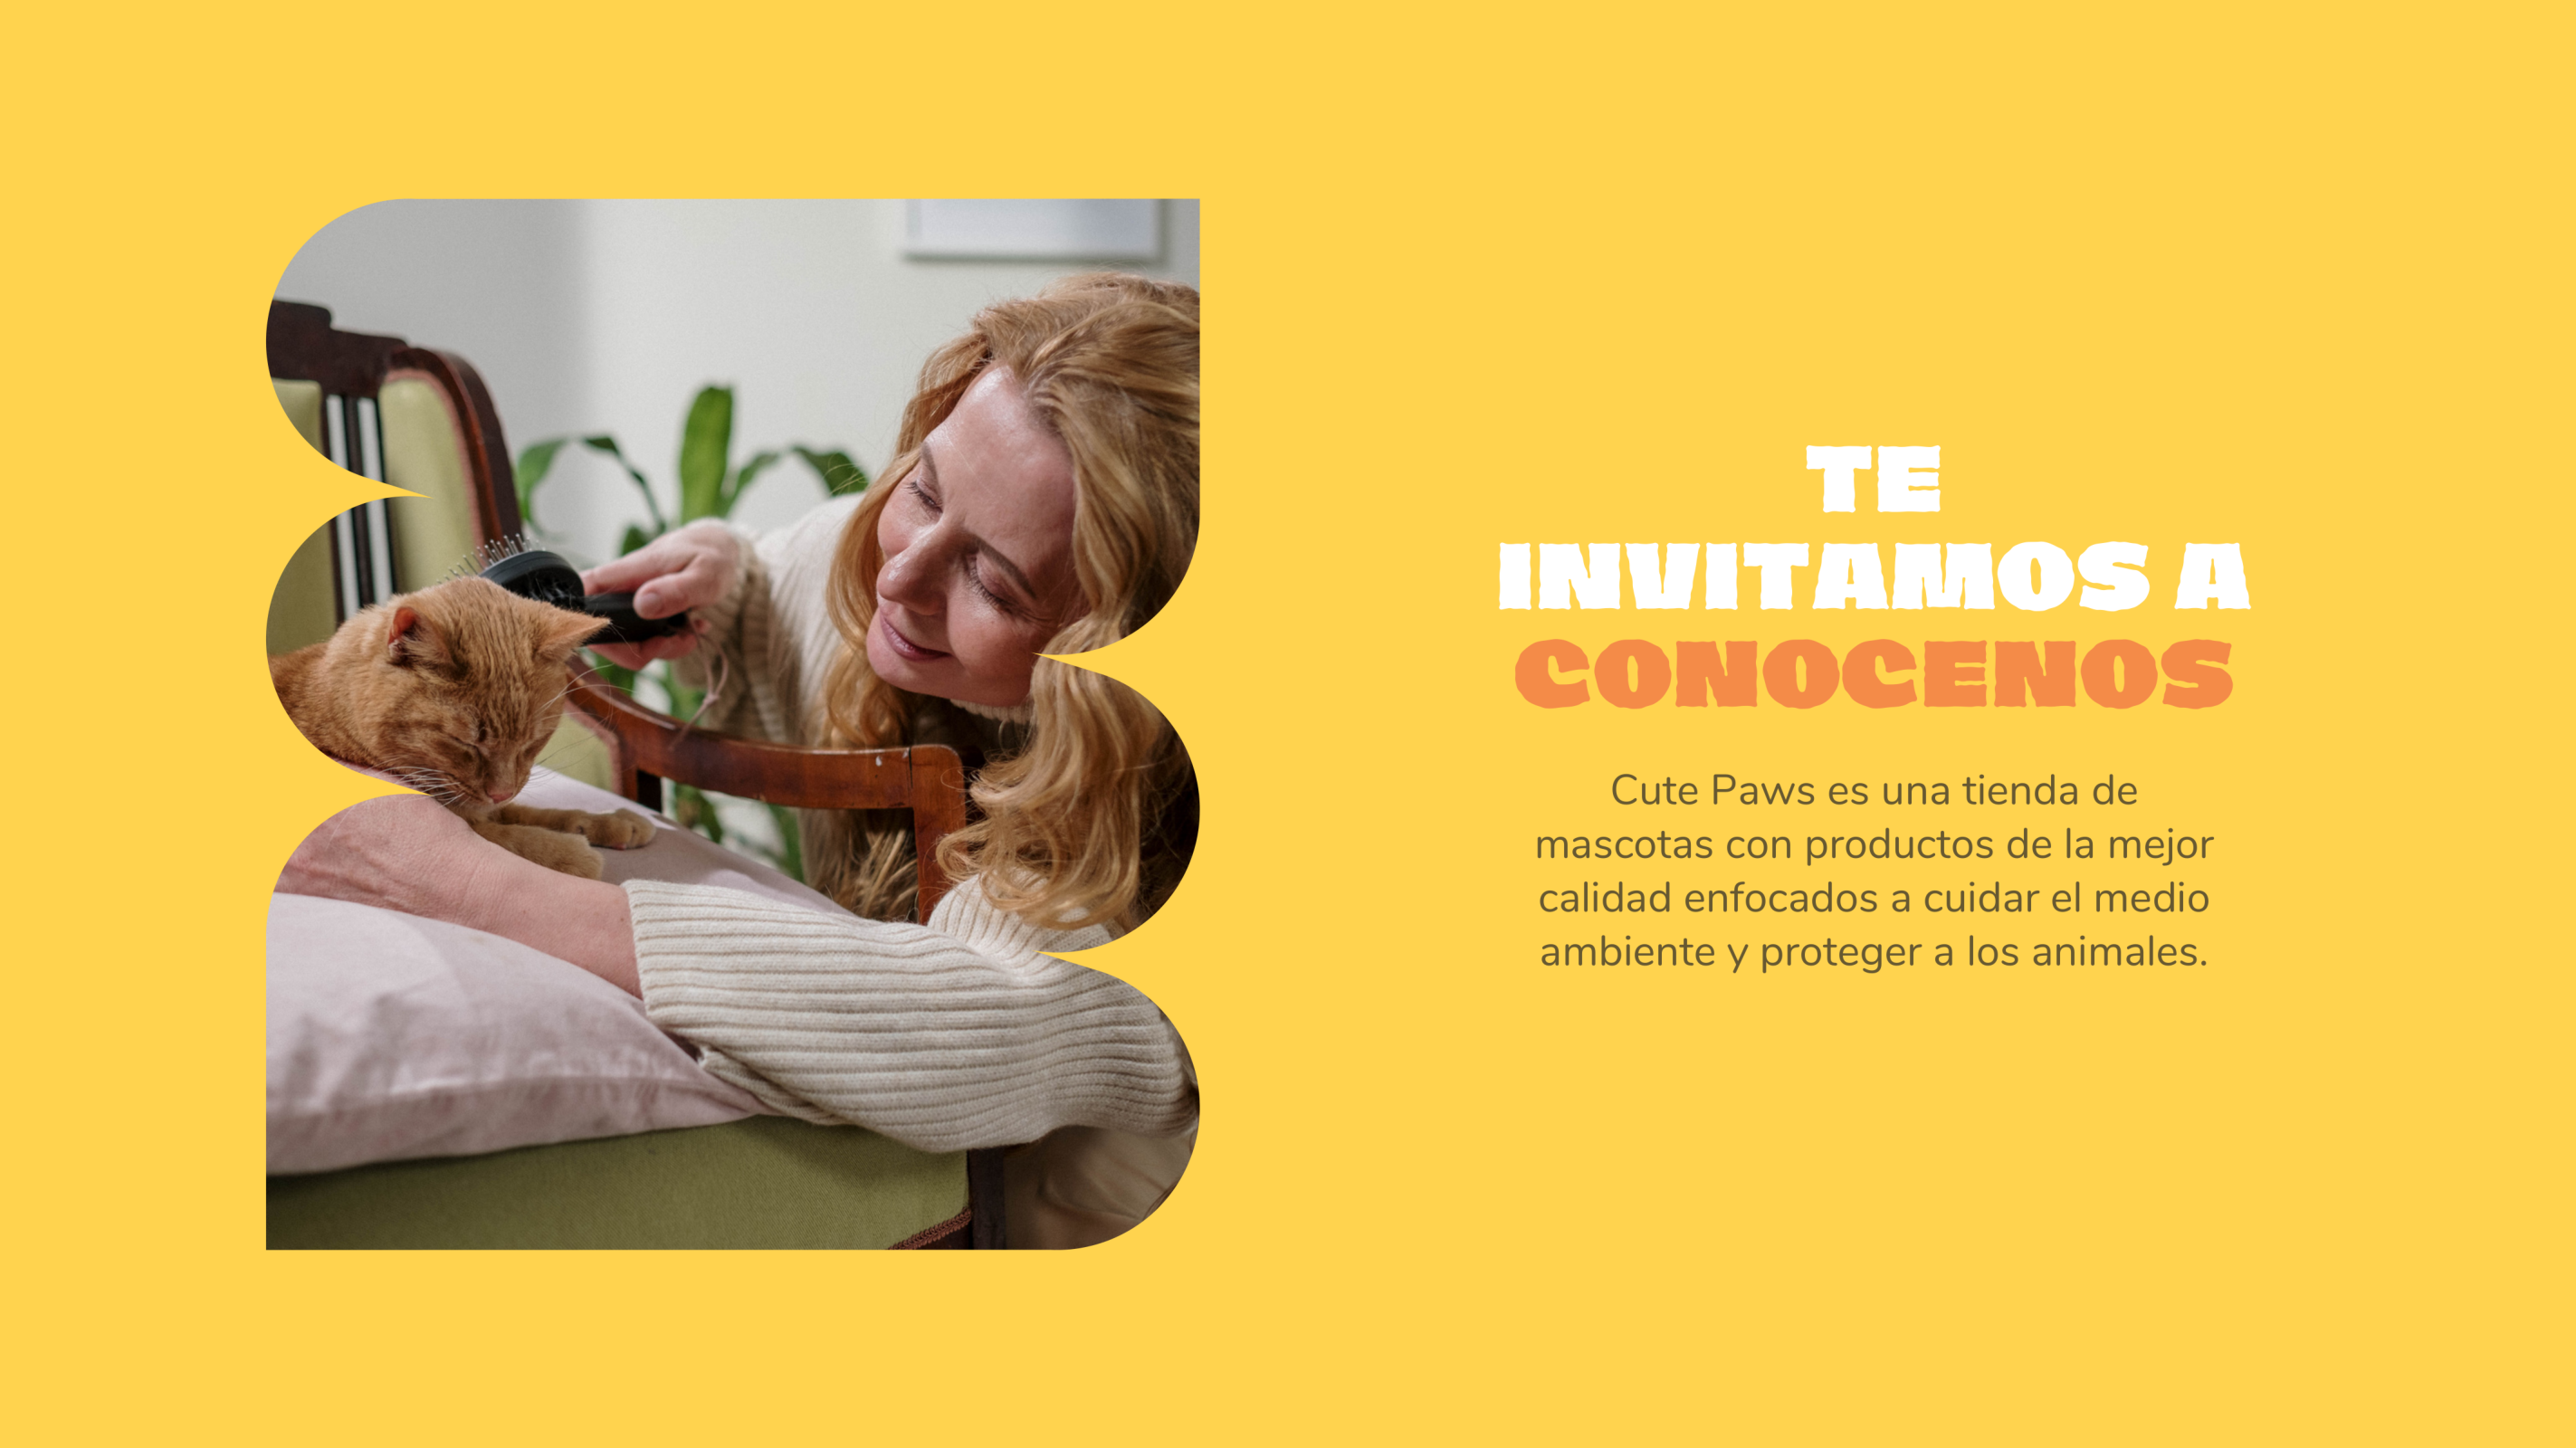 TE
INVITAMOS A
CONOCENOS
Cute Paws es una tienda de
mascotas con productos de la mejor
calidad enfocados a cuidar el medio
ambiente y proteger a los animales.